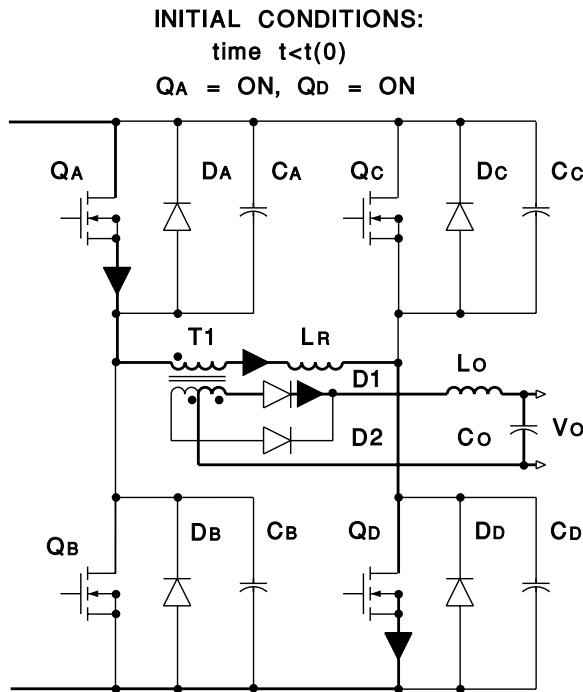 INITIAL CONDITIONS:
time t<t(0)
QA = ON, QD = ON
QA DA CA QC DC CC
T1 LR LO
D1
D2 CO VO
QB DB CB QD DD CD